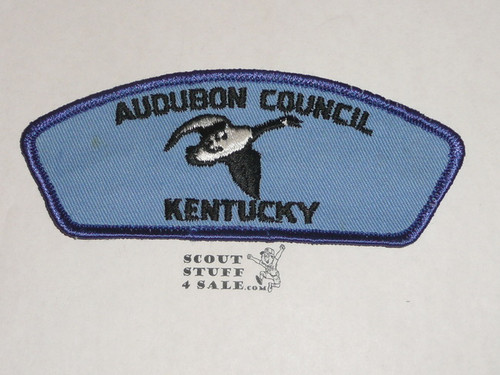 AUDUBON COUNCIL
KENTUCKY
SCOUT
STUFF
4 SALE.COM